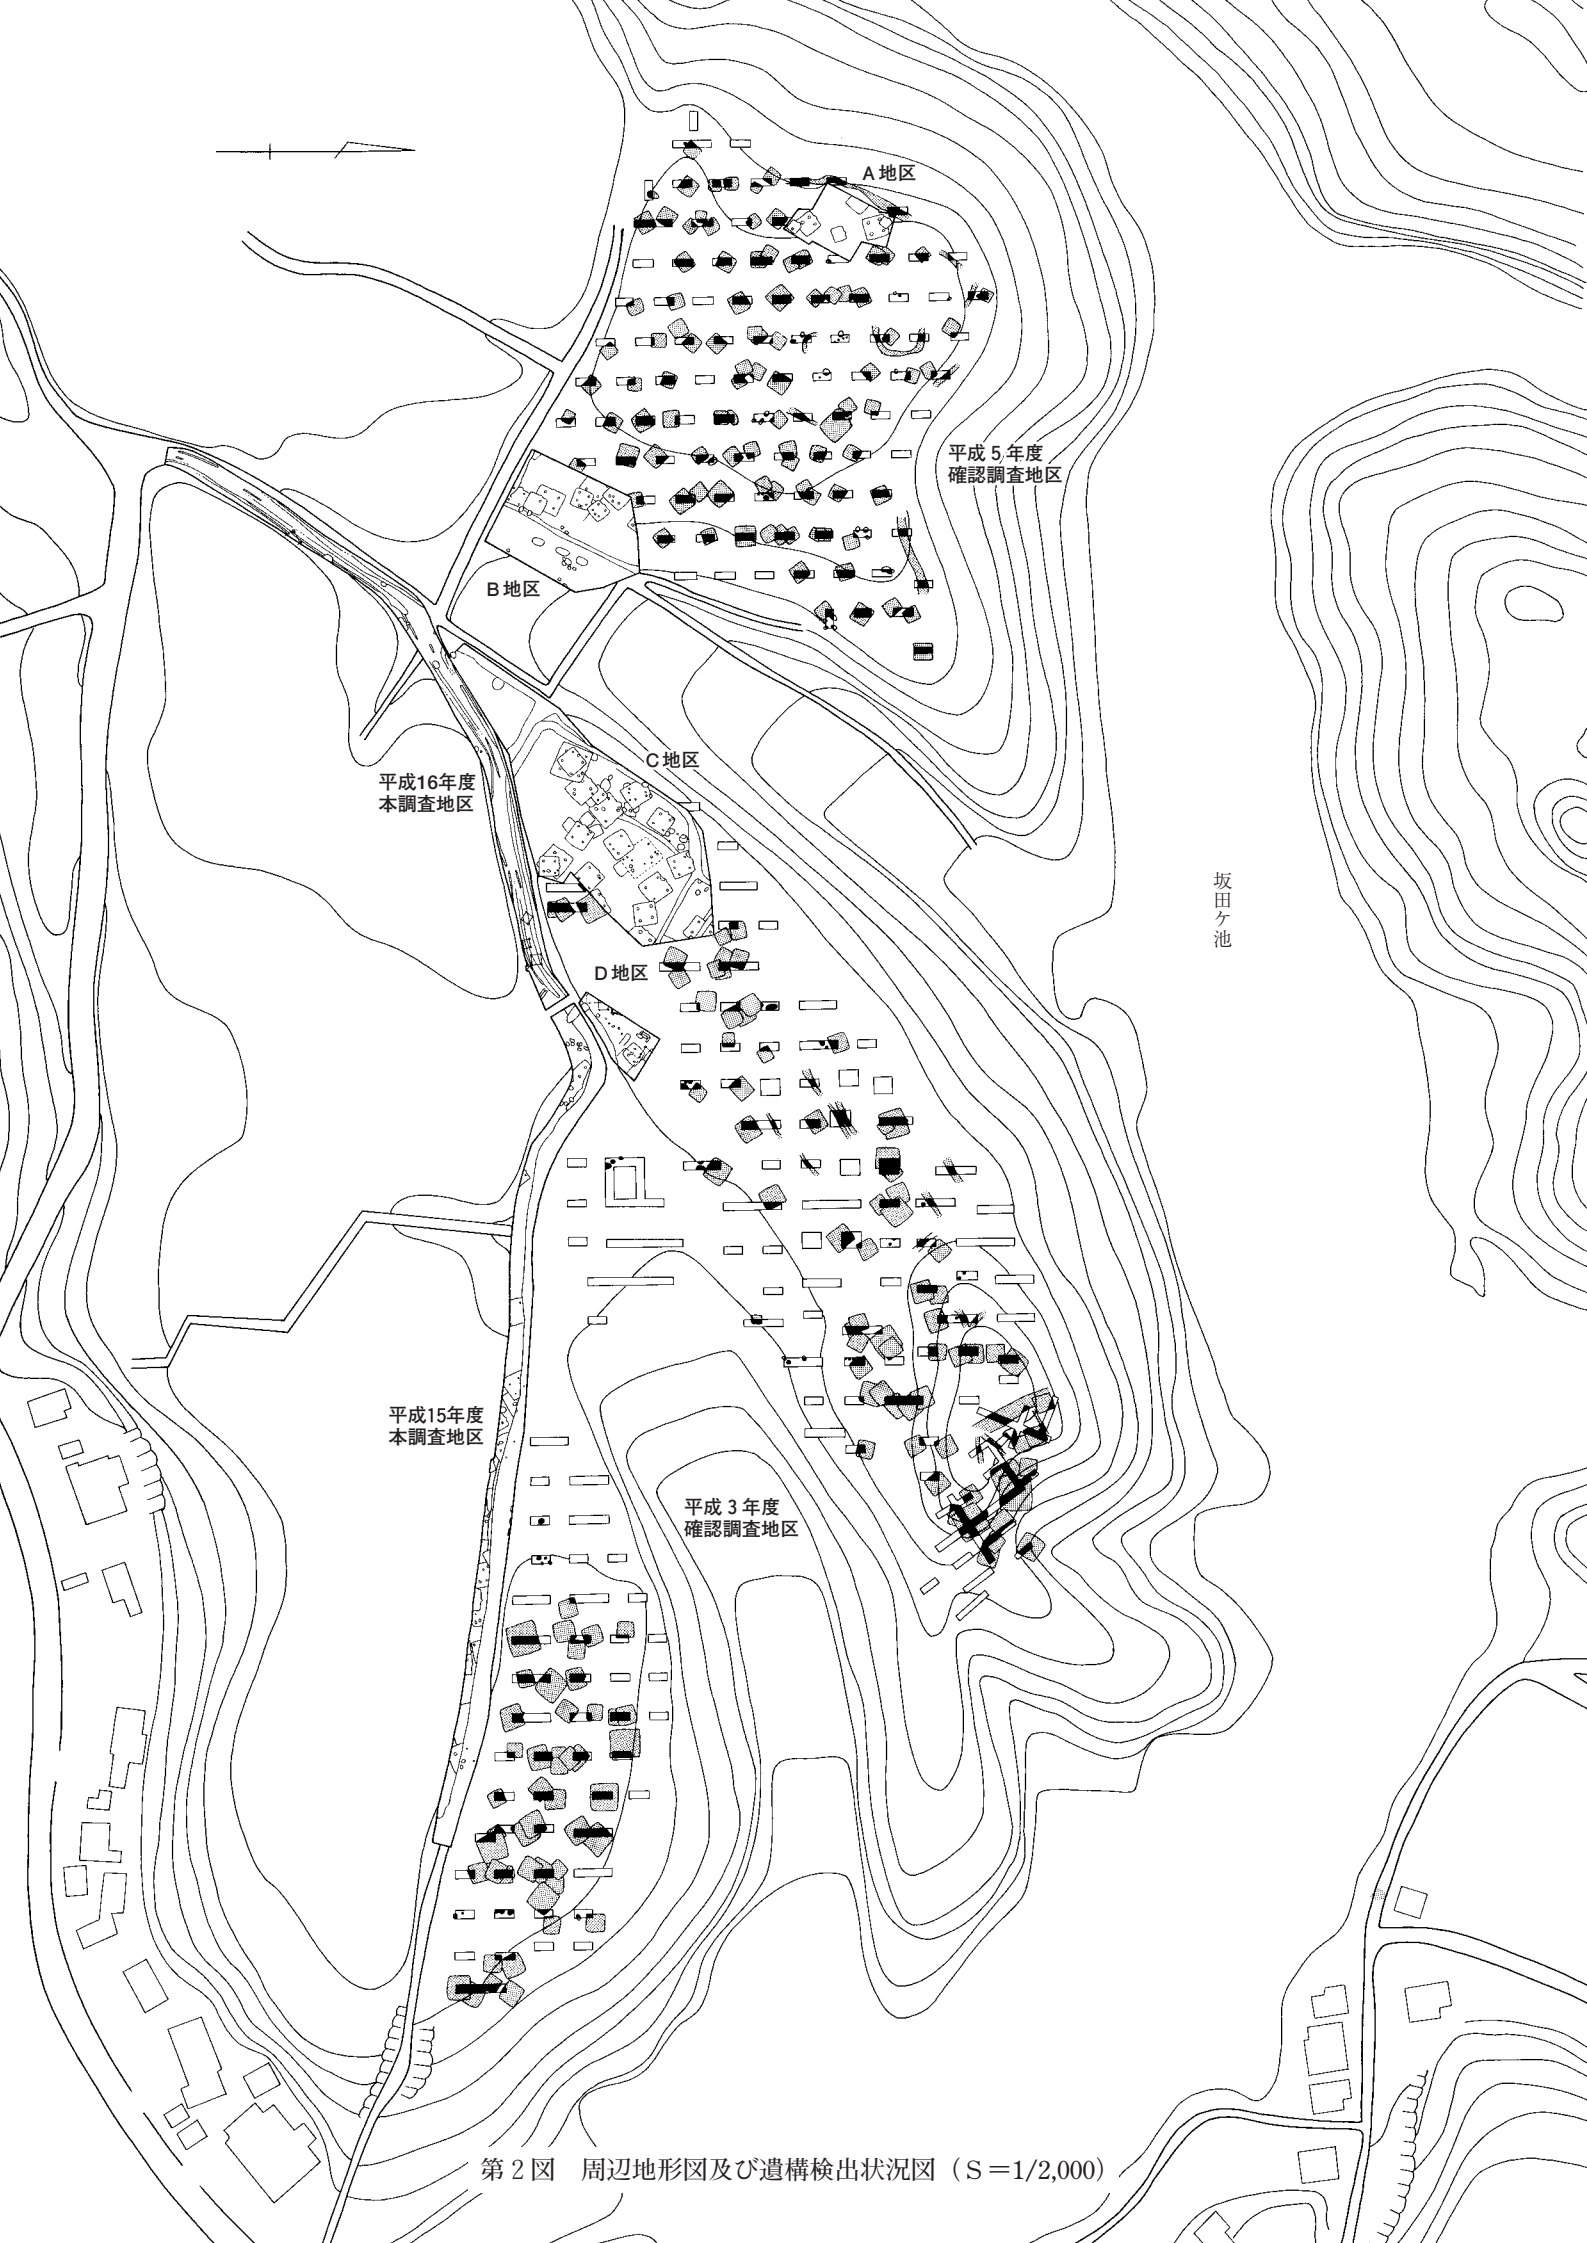 A地区
平成5年度
確認調査地区
B地区
C地区
平成16年度
本調査地区
坂田ヶ池
D地区
平成15年度
本調査地区
平成3年度
確認調査地区
第2図 周辺地形図及び遺構検出状況図（S＝1/2,000）